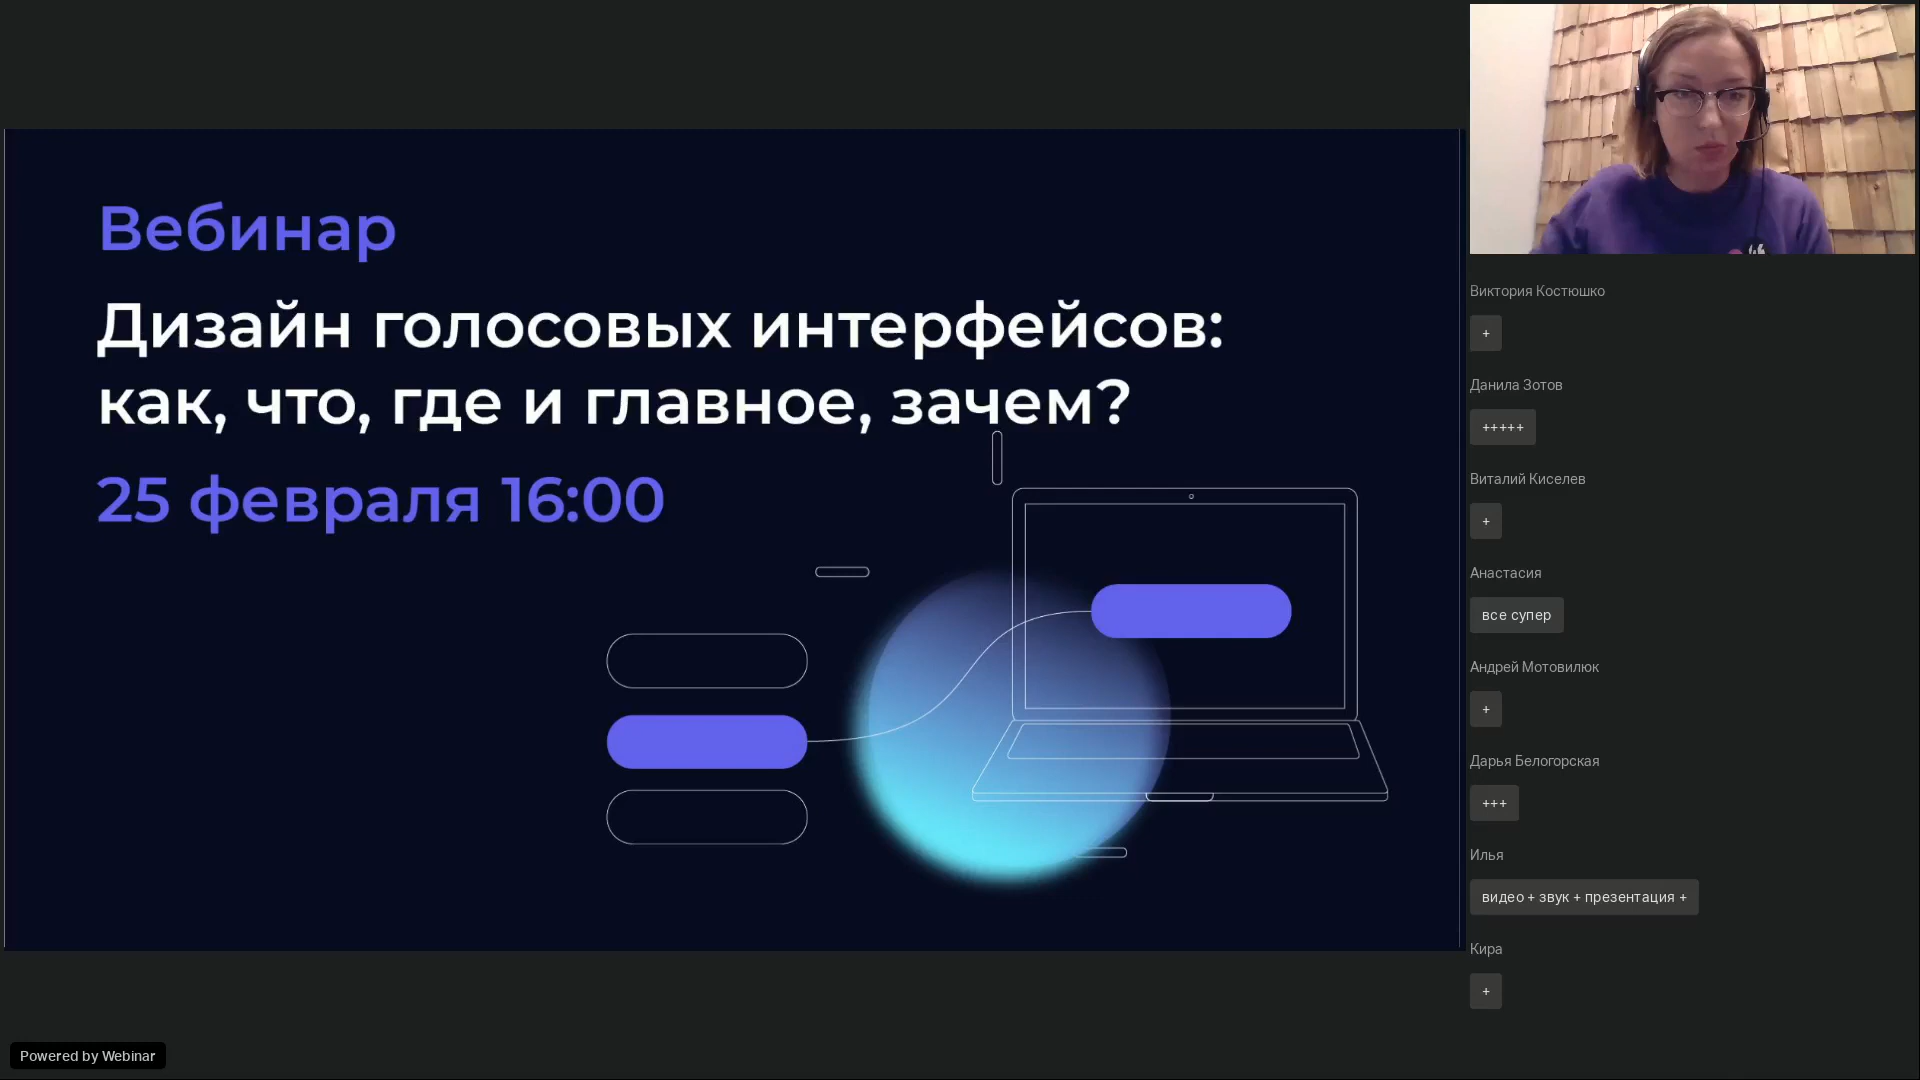 Вебинар
Дизайн голосовых интерфейсов:
как, что, где и главное, зачем?
25 февраля 16:00
Виктория Костюшко
+
Данила Зотов
+++++
Виталий Киселев
+
Анастасия
все супер
Андрей Мотовилюк
+
Дарья Белогорская
+++
Илья
видео + звук + презентация +
Кира
+
Powered by Webinar